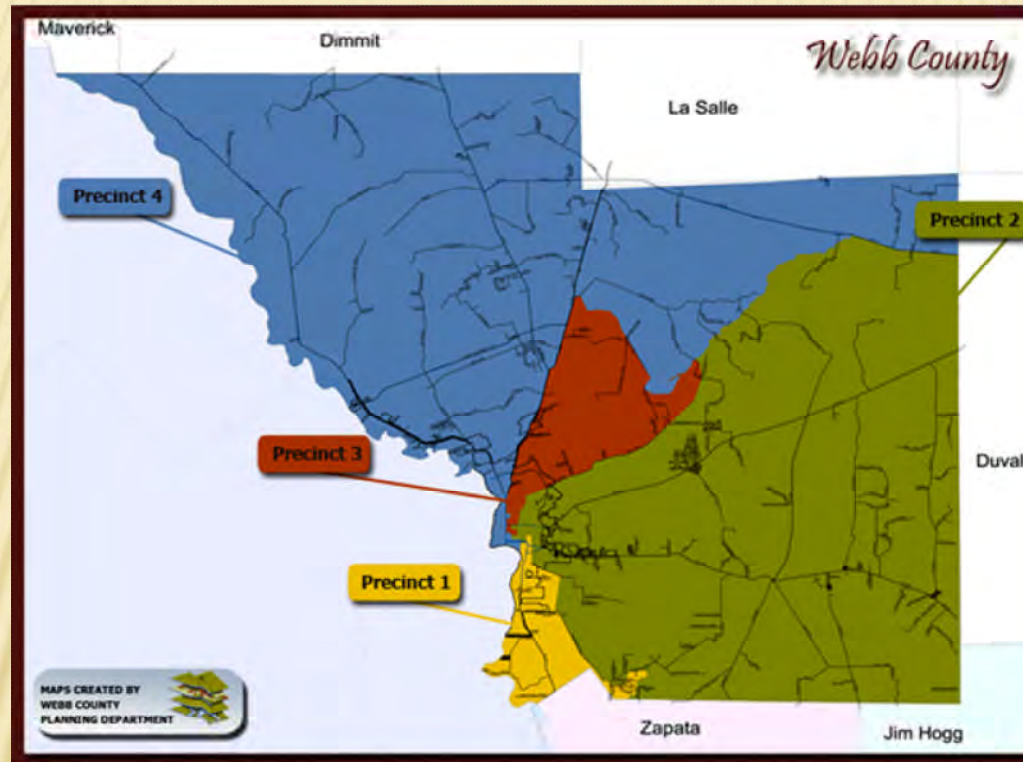 Maverick
Dimmit
Webb County
La Salle
Precinct 4
Precinct 2
Precinct 3
Duval
Precinct 1
MAPS CREATED BY
WEBB COUNTY
PLANNING DEPARTMENT
Zapata
Jim Hogg